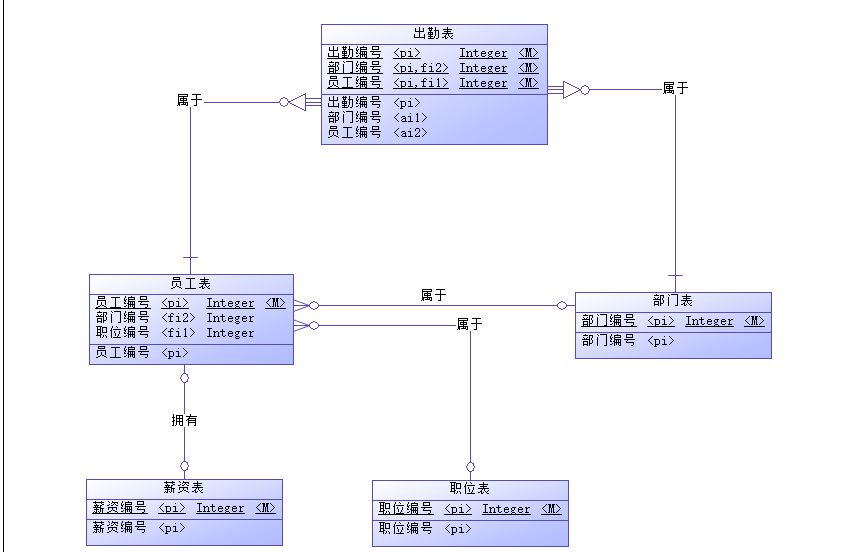 出勤表
出勤编号 <pi> Integer <M>
部门编号 <pi,fi2> Integer <M>
员工编号 <pi,fi1> Integer <M>
出勤编号 <pi>
部门编号 <ai1>
员工编号 <ai2>
属于
属于
员工表
员工编号 <pi> Integer <M>
部门编号 <fi2> Integer
职位编号 <fi1> Integer
员工编号 <pi>
属于
属于
部门表
部门编号 <pi> Integer <M>
部门编号 <pi>
拥有
薪资表
薪资编号 <pi> Integer <M>
薪资编号 <pi>
职位表
职位编号 <pi> Integer <M>
职位编号 <pi>